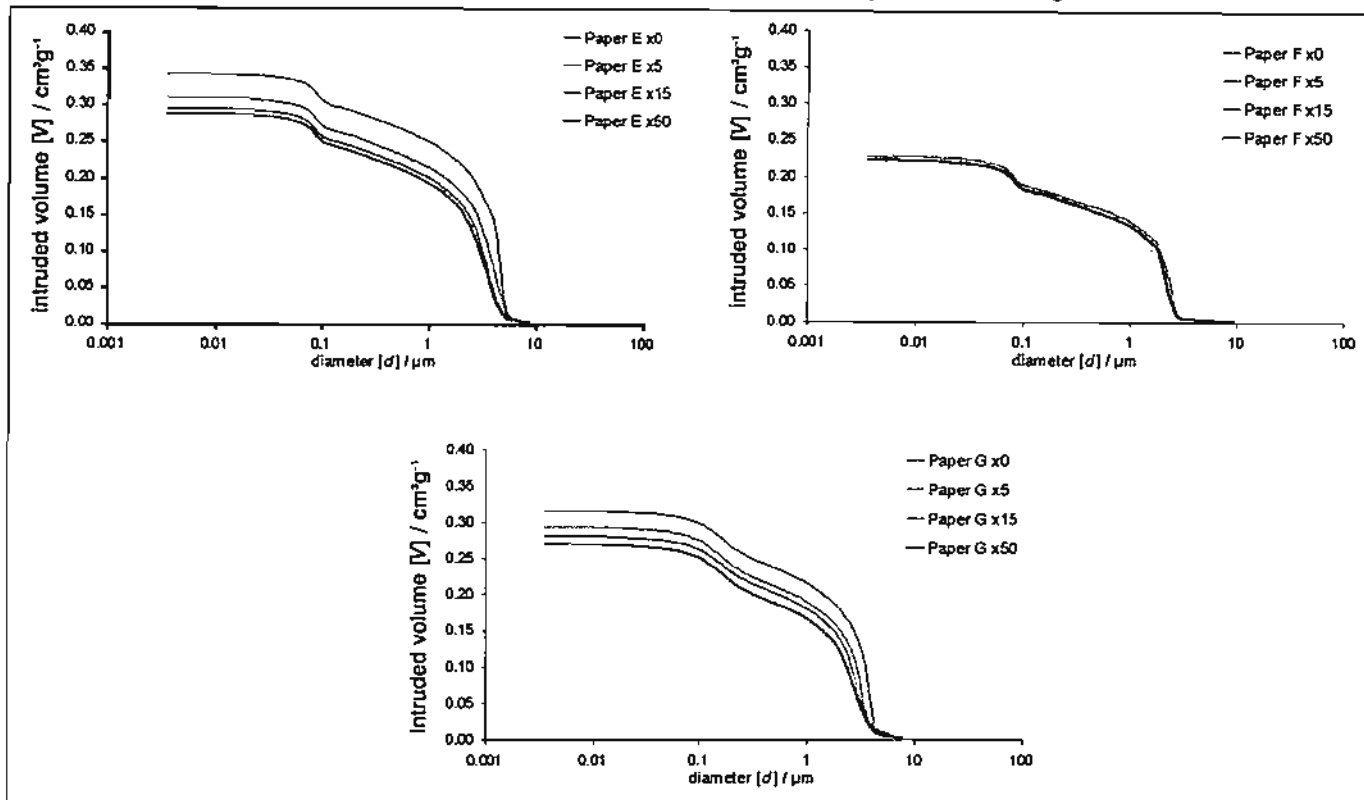 0.40
0.35
0.30
0.25
0.20
0.15
0.10
0.05
0.00
intruded volume [V] / cm³g⁻¹
0.001 0.01 0.1 1 10 100
diameter [d] / µm
Paper E x0
Paper E x5
Paper E x15
Paper E x50
0.40
0.35
0.30
0.25
0.20
0.15
0.10
0.05
0.00
intruded volume [V] / cm³g⁻¹
0.001 0.01 0.1 1 10 100
diameter [d] / µm
Paper F x0
Paper F x5
Paper F x15
Paper F x50
0.40
0.35
0.30
0.25
0.20
0.15
0.10
0.05
0.00
Intruded volume [V] / cm³g⁻¹
0.001 0.01 0.1 1 10 100
diameter [d] / µm
Paper G x0
Paper G x5
Paper G x15
Paper G x50